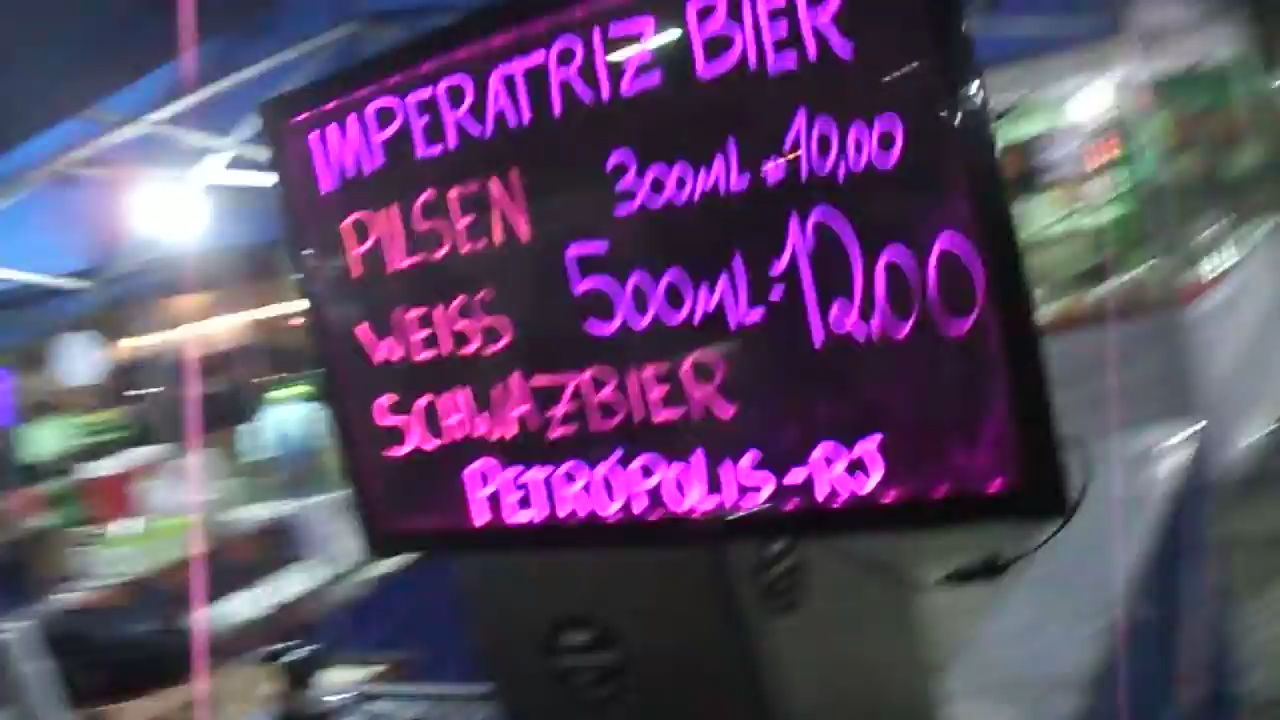 IMPERATRIZ BIER
PILSEN 300ML = 10,00
WEISS 500ML = 12,00
SCHWAZBIER
PETRÓPOLIS - RJ